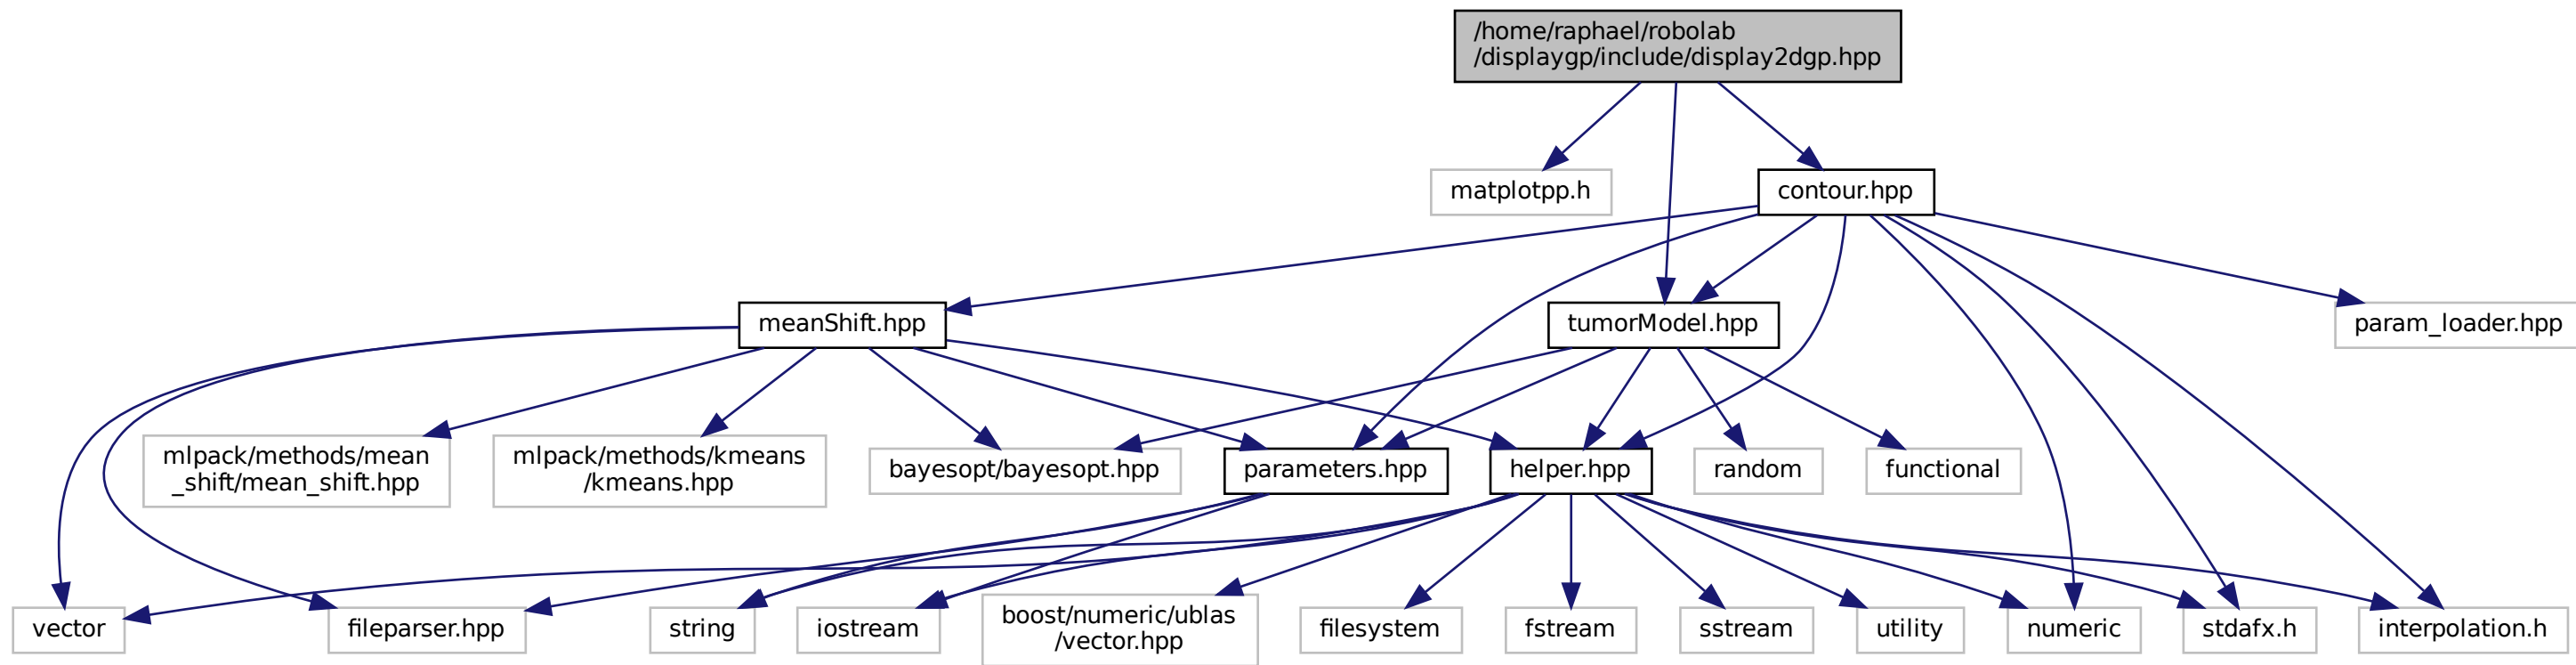 /home/raphael/robolab
/displaygp/include/display2dgp.hpp
matplotpp.h
contour.hpp
meanShift.hpp
tumorModel.hpp
param_loader.hpp
mlpack/methods/mean
_shift/mean_shift.hpp
mlpack/methods/kmeans
/kmeans.hpp
bayesopt/bayesopt.hpp
parameters.hpp
helper.hpp
random
functional
vector
fileparser.hpp
string
iostream
boost/numeric/ublas
/vector.hpp
filesystem
fstream
sstream
utility
numeric
stdafx.h
interpolation.h